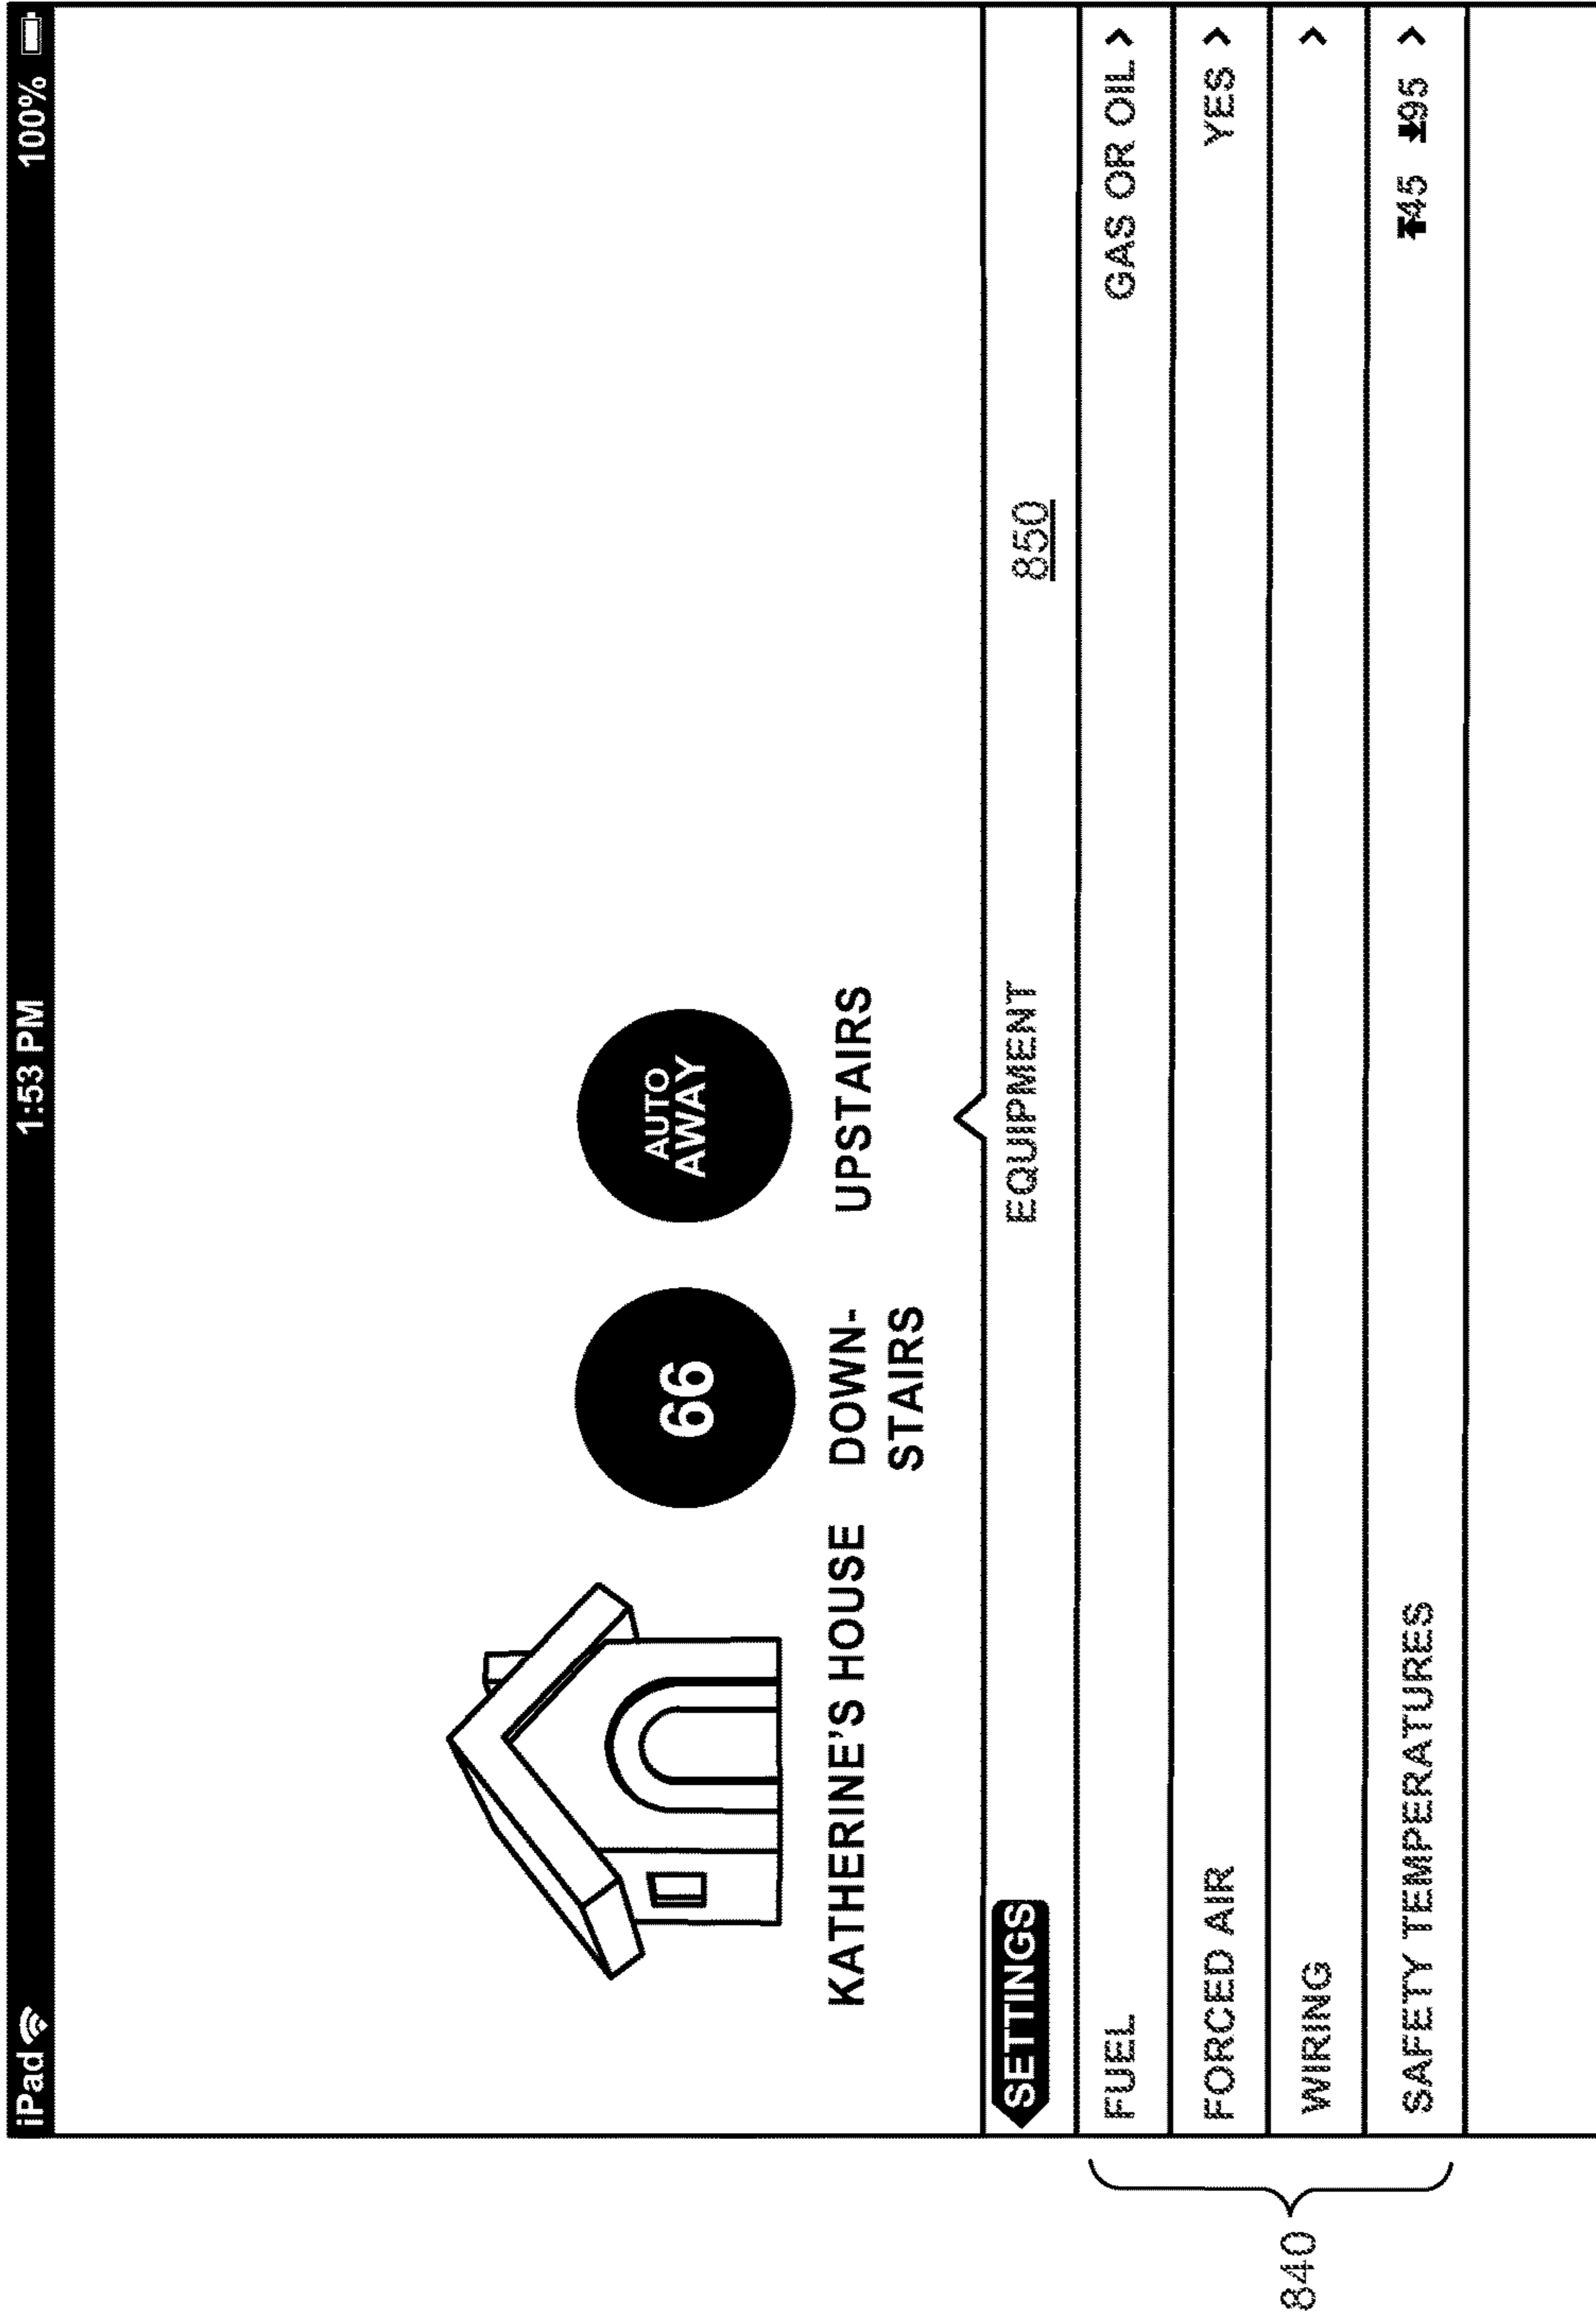 iPad 1:53 PM 100%
66 AUTO
AWAY
KATHERINE'S HOUSE DOWN-
STAIRS UPSTAIRS
SETTINGS EQUIPMENT 850
FUEL GAS OR OIL >
FORCED AIR YES >
WIRING >
SAFETY TEMPERATURES 45 95 >
840